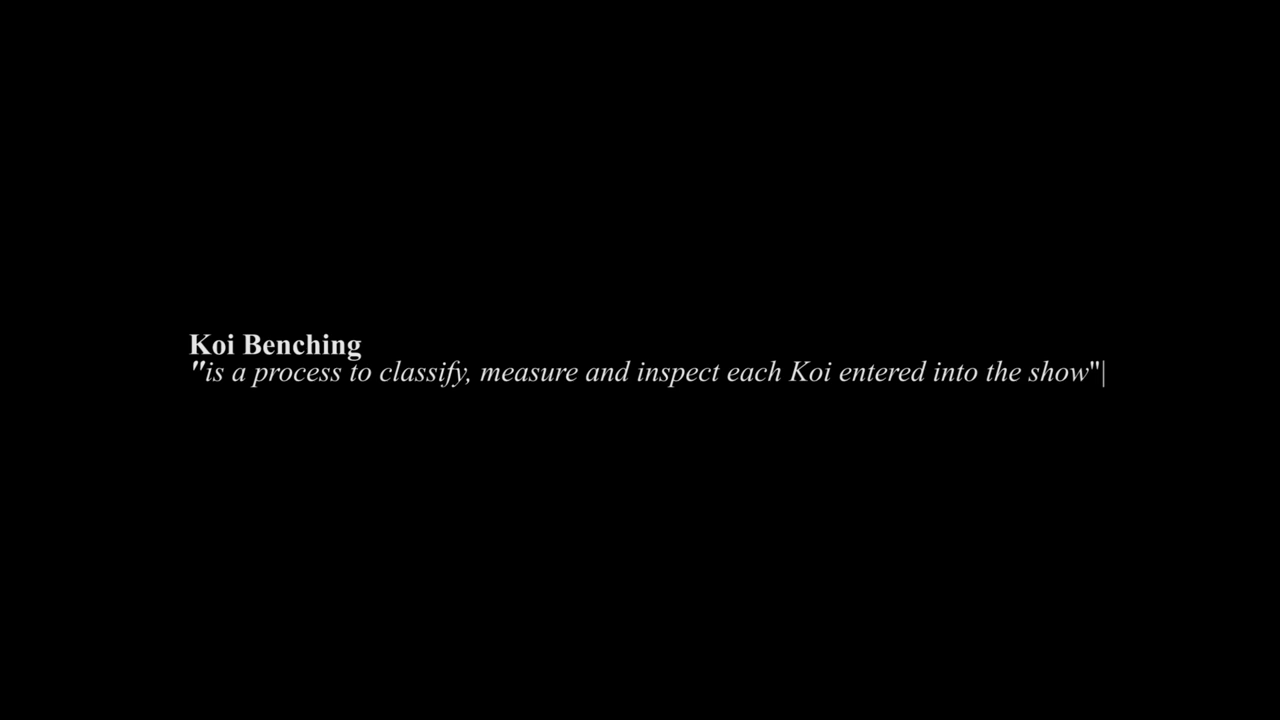 Koi Benching
"is a process to classify, measure and inspect each Koi entered into the show"|